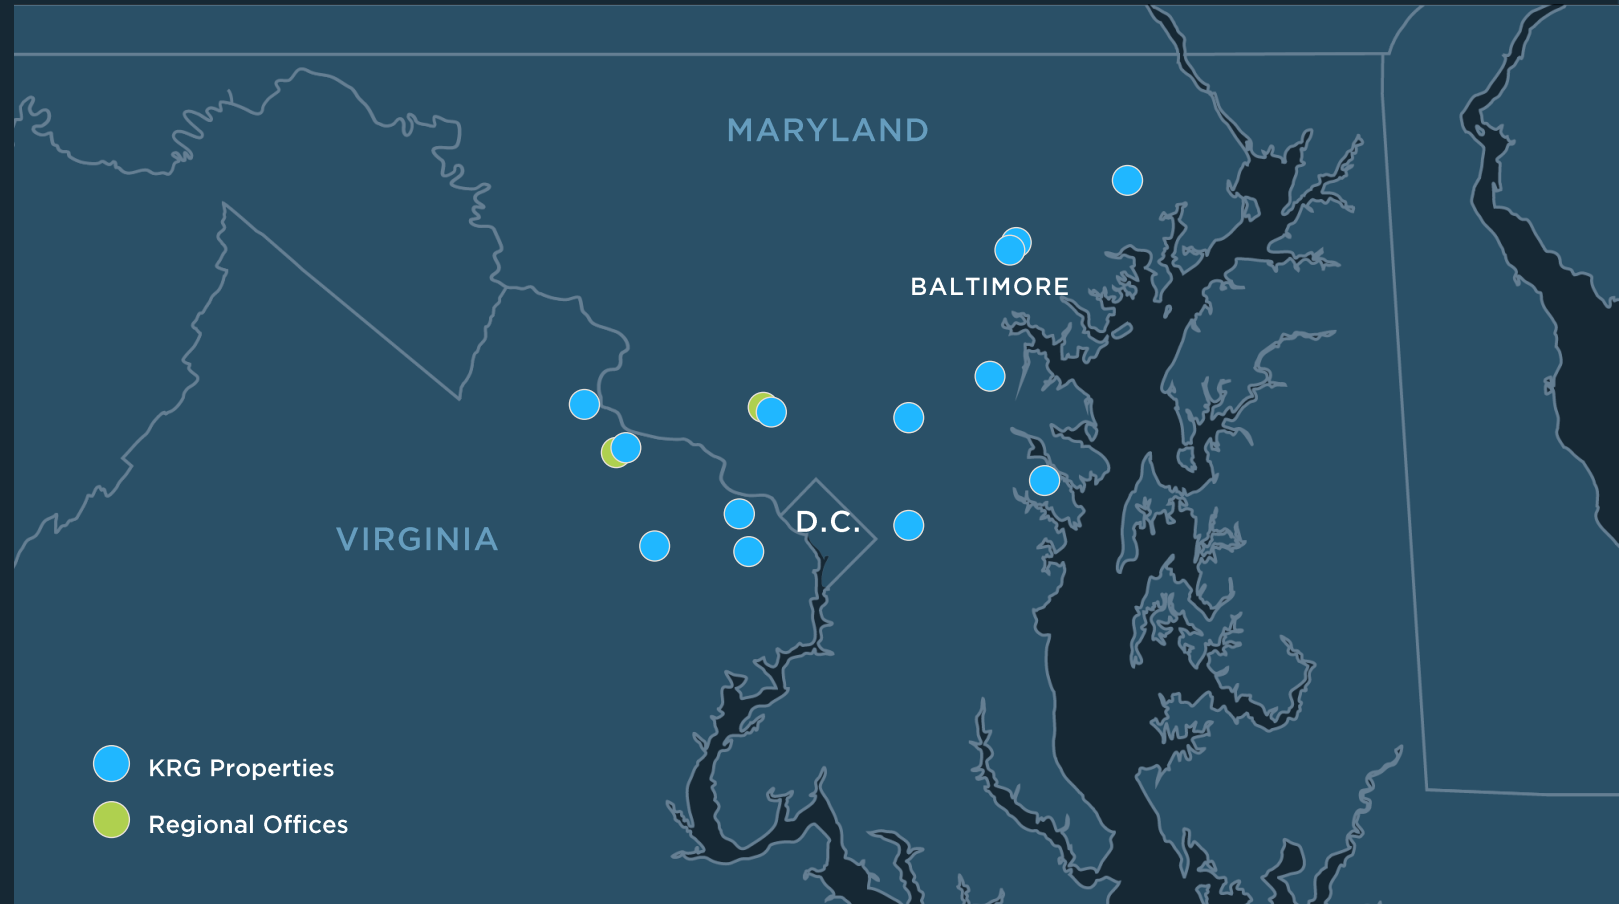 MARYLAND
BALTIMORE
D.C.
VIRGINIA
KRG Properties
Regional Offices